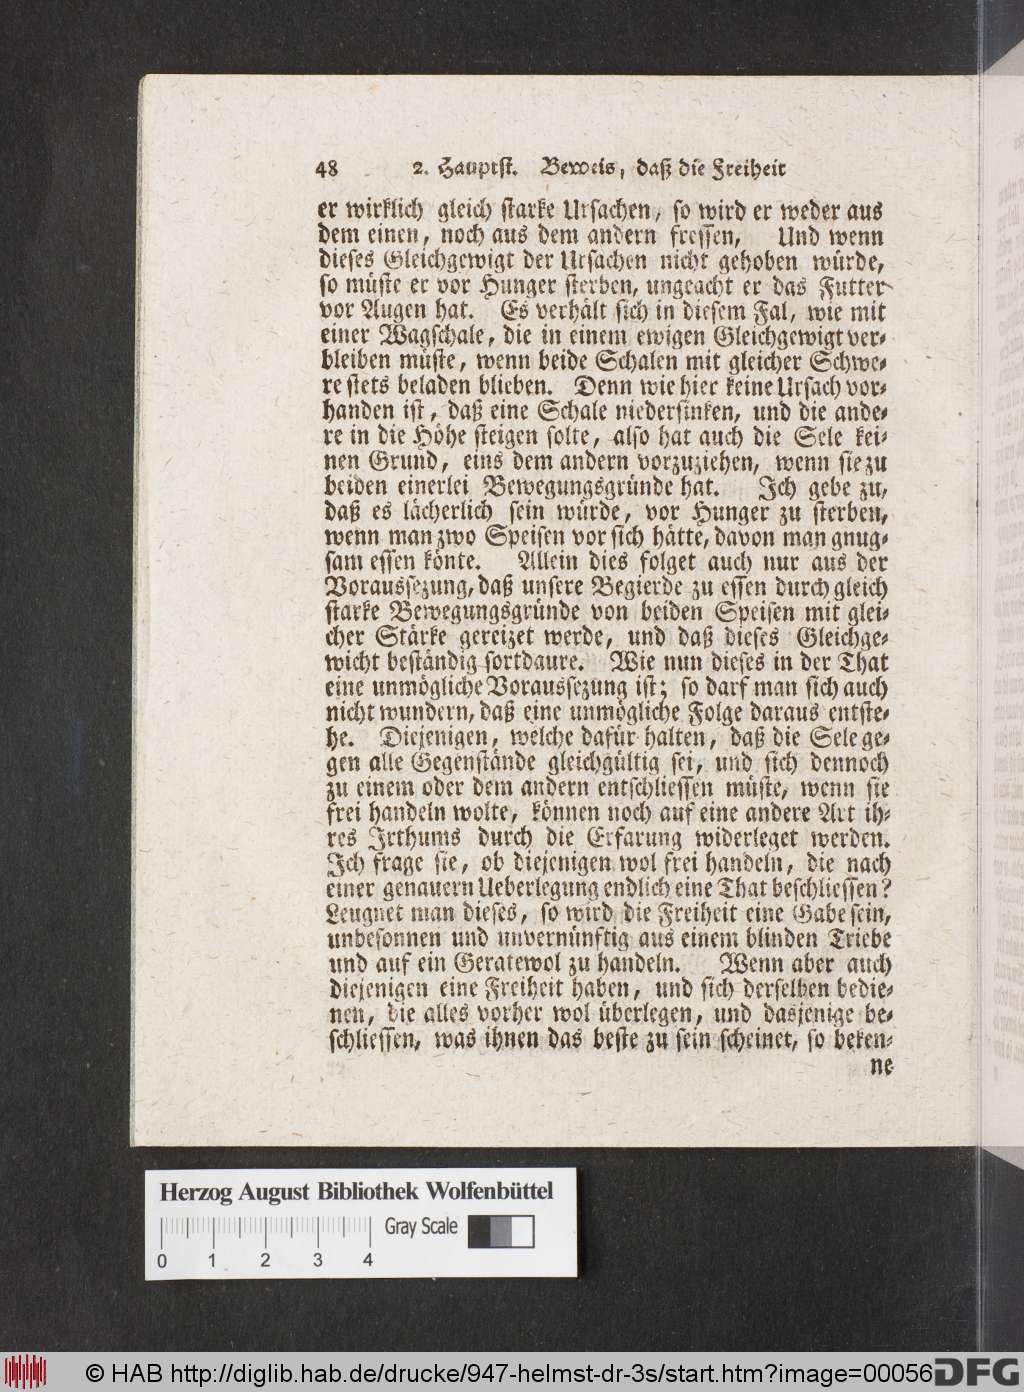 48 2. Hauptst. Beweis, daß die Freiheit
er wirklich gleich starke Ursachen, so wird er weder aus
dem einen, noch aus dem andern fressen, Und wenn
dieses Gleichgewigt der Ursachen nicht gehoben würde,
so müste er vor Hunger sterben, ungeacht er das Futter
vor Augen hat. Es verhält sich in diesem Fal, wie mit
einer Wagschale, die in einem ewigen Gleichgewigt ver-
bleiben müste, wenn beide Schalen mit gleicher Schwe-
re stets beladen blieben. Denn wie hier keine Ursach vor-
handen ist, daß eine Schale niedersinken, und die ande-
re in die Höhe steigen solte, also hat auch die Sele kei-
nen Grund, eins dem andern vorzuziehen, wenn sie zu
beiden einerlei Bewegungsgründe hat. Ich gebe zu,
daß es lächerlich sein würde, vor Hunger zu sterben,
wenn man zwo Speisen vor sich hätte, davon man gnug-
sam essen könte. Allein dies folget auch nur aus der
Voraussezung, daß unsere Begierde zu essen durch gleich
starke Bewegungsgründe von beiden Speisen mit glei-
cher Stärke gereizet werde, und daß dieses Gleichge-
wicht beständig fortdaure. Wie nun dieses in der That
eine unmögliche Voraussezung ist; so darf man sich auch
nicht wundern, daß eine unmögliche Folge daraus entste-
he. Diejenigen, welche dafür halten, daß die Sele ge-
gen alle Gegenstände gleichgültig sei, und sich dennoch
zu einem oder dem andern entschliessen müste, wenn sie
frei handeln wolte, können noch auf eine andere Art ih-
res Irthums durch die Erfarung widerleget werden.
Ich frage sie, ob diejenigen wol frei handeln, die nach
einer genauern Ueberlegung endlich eine That beschliessen?
Leugnet man dieses, so wird die Freiheit eine Gabe sein,
unbesonnen und unvernünftig aus einem blinden Triebe
und auf ein Geratewol zu handeln. Wenn aber auch
diejenigen eine Freiheit haben, und sich derselben bedie-
nen, die alles vorher wol überlegen, und dasjenige be-
schliessen, was ihnen das beste zu sein scheinet, so beken-
ne
Herzog August Bibliothek Wolfenbüttel
Gray Scale
0 1 2 3 4
© HAB http://diglib.hab.de/drucke/947-helmst-dr-3s/start.htm?image=00056
DFG